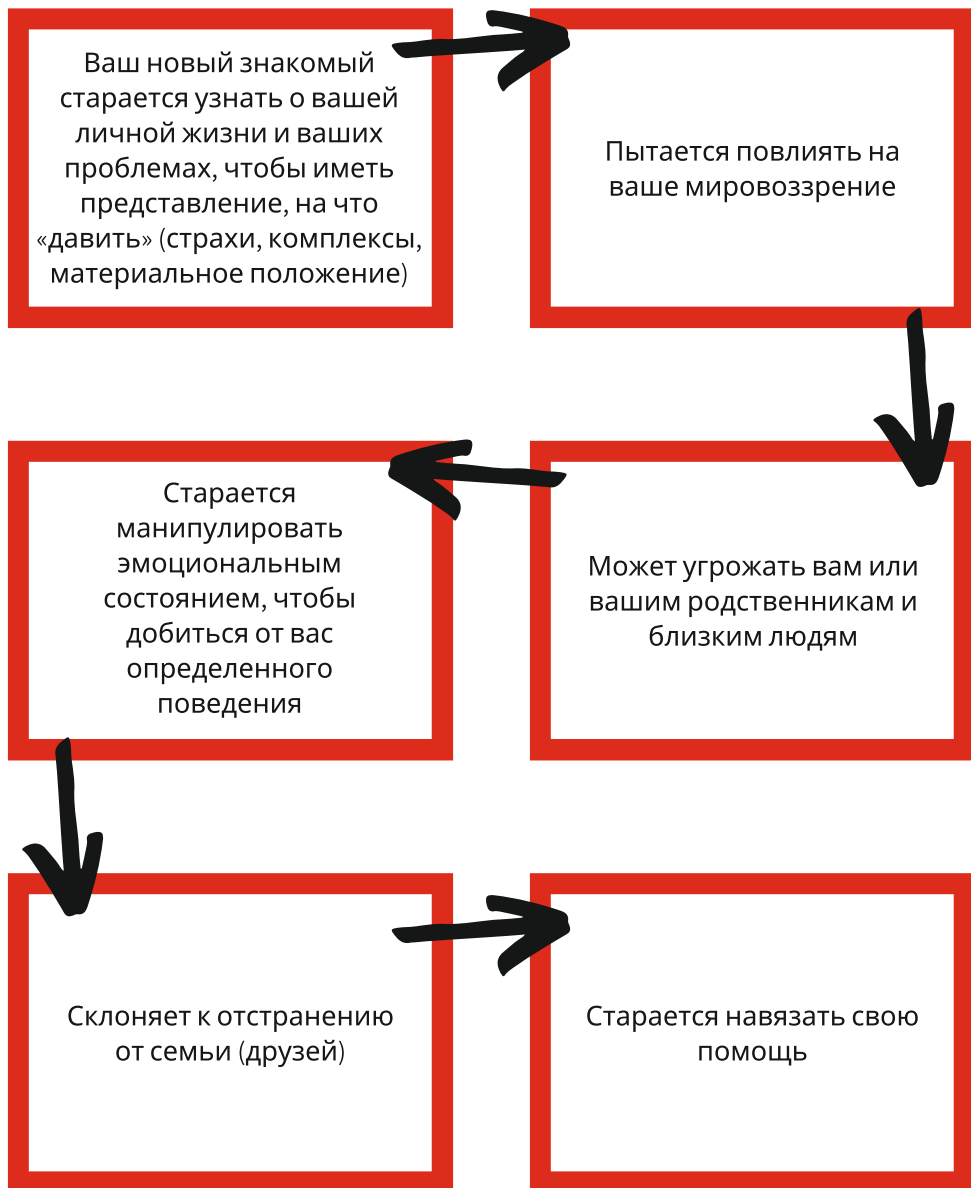 Ваш новый знакомый
старается узнать о вашей
личной жизни и ваших
проблемах, чтобы иметь
представление, на что
«давить» (страхи, комплексы,
материальное положение)
Пытается повлиять на
ваше мировоззрение
Может угрожать вам или
вашим родственникам и
близким людям
Старается
манипулировать
эмоциональным
состоянием, чтобы
добиться от вас
определенного
поведения
Склоняет к отстранению
от семьи (друзей)
Старается навязать свою
помощь